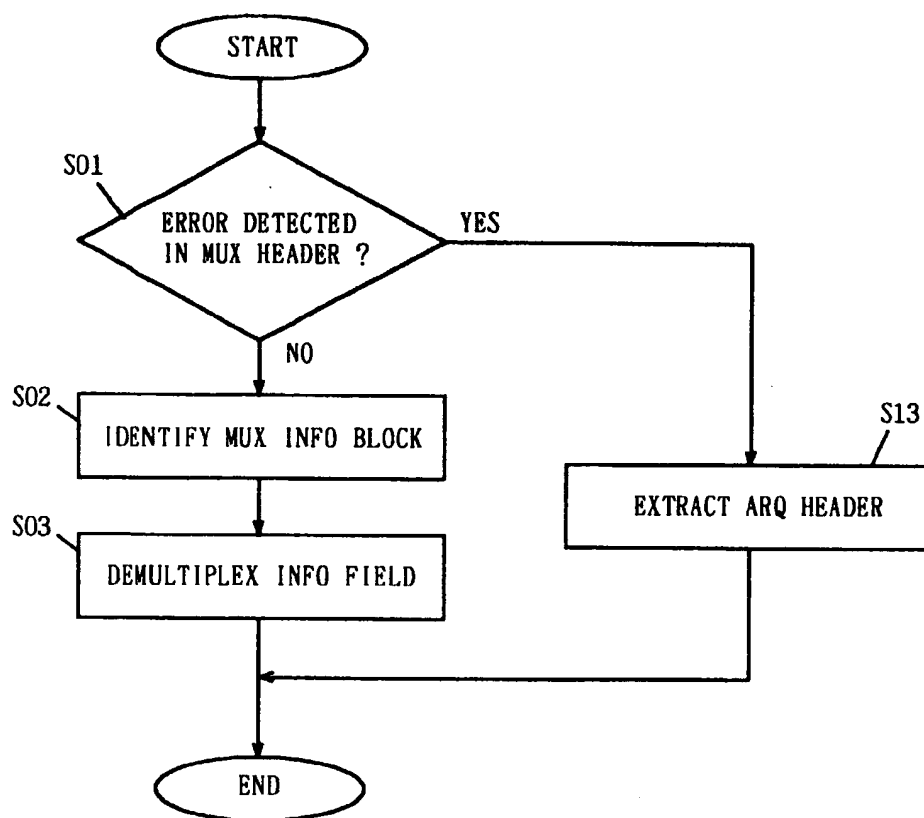 START
S01
ERROR DETECTED
IN MUX HEADER ?
YES
NO
S02
IDENTIFY MUX INFO BLOCK
S13
EXTRACT ARQ HEADER
S03
DEMULTIPLEX INFO FIELD
END